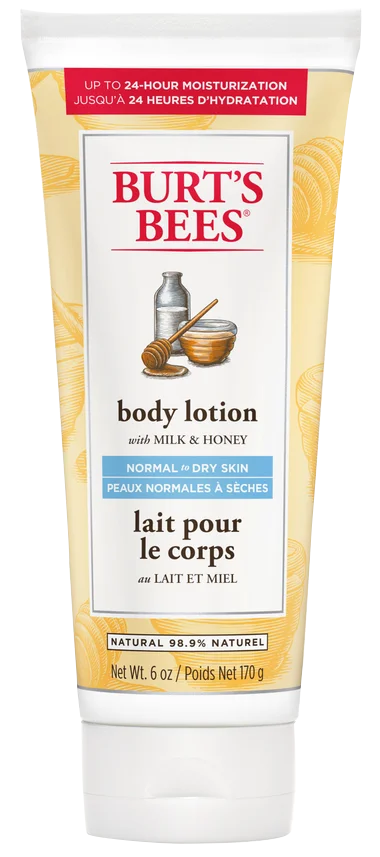 UP TO 24-HOUR MOISTURIZATION
JUSQU'À 24 HEURES D'HYDRATATION
BURT'S
BEES®
body lotion
with MILK & HONEY
NORMAL to DRY SKIN
PEAUX NORMALES À SÈCHES
lait pour
le corps
au LAIT ET MIEL
NATURAL 98.9% NATUREL
Net Wt. 6 oz / Poids Net 170 g